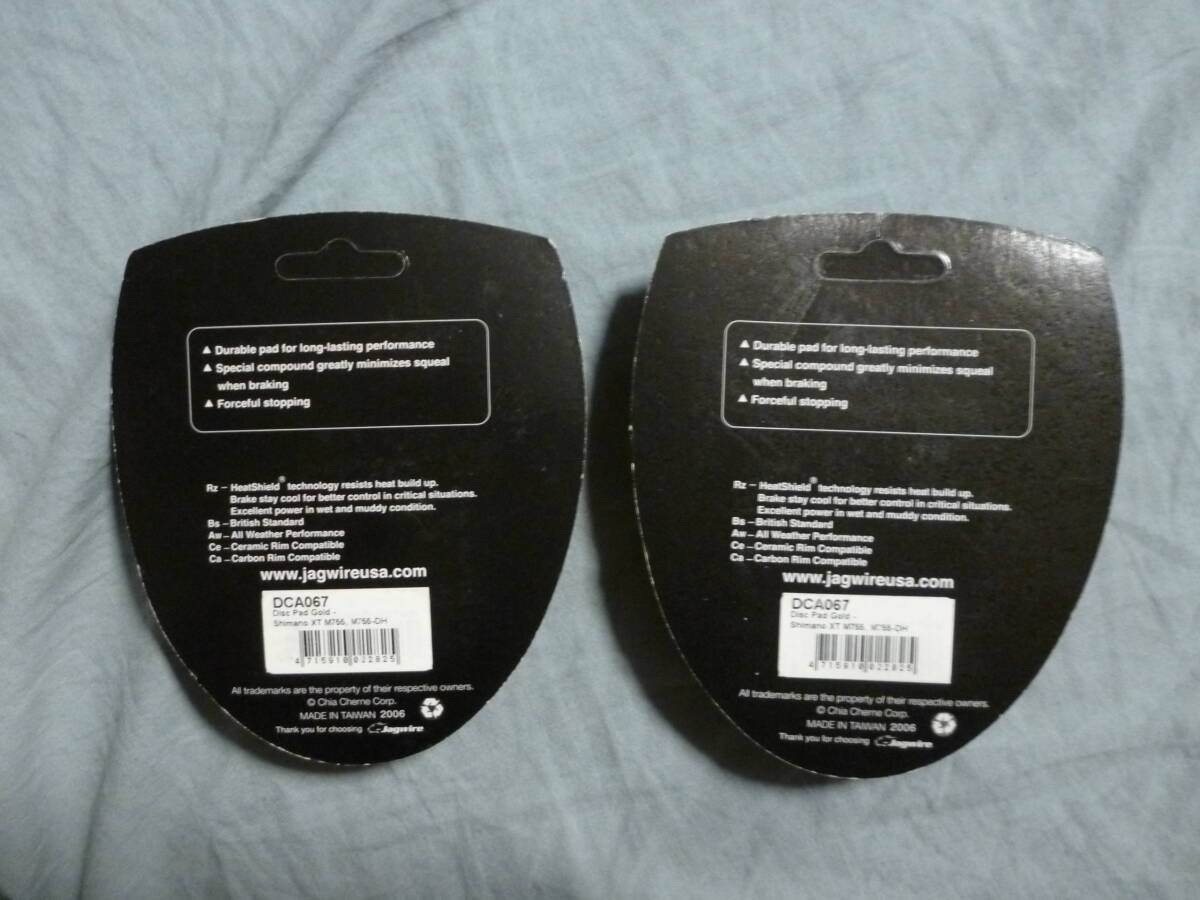 ▲ Durable pad for long-lasting performance
▲ Special compound greatly minimizes squeal
when braking
▲ Forceful stopping
Rz – HeatShield® technology resists heat build up.
Brake stay cool for better control in critical situations.
Excellent power in wet and muddy condition.
Bs – British Standard
Aw – All Weather Performance
Ce – Ceramic Rim Compatible
Ca – Carbon Rim Compatible
www.jagwireusa.com
DCA067
Disc Pad Gold -
Shimano XT M755, M755-DH
4 715910 022825
All trademarks are the property of their respective owners.
© Chia Cherne Corp.
MADE IN TAIWAN 2006
Thank you for choosing Jagwire
▲ Durable pad for long-lasting performance
▲ Special compound greatly minimizes squeal
when braking
▲ Forceful stopping
Rz – HeatShield® technology resists heat build up.
Brake stay cool for better control in critical situations.
Excellent power in wet and muddy condition.
Bs – British Standard
Aw – All Weather Performance
Ce – Ceramic Rim Compatible
Ca – Carbon Rim Compatible
www.jagwireusa.com
DCA067
Disc Pad Gold -
Shimano XT M755, M755-DH
4 715910 022825
All trademarks are the property of their respective owners.
© Chia Cherne Corp.
MADE IN TAIWAN 2006
Thank you for choosing Jagwire